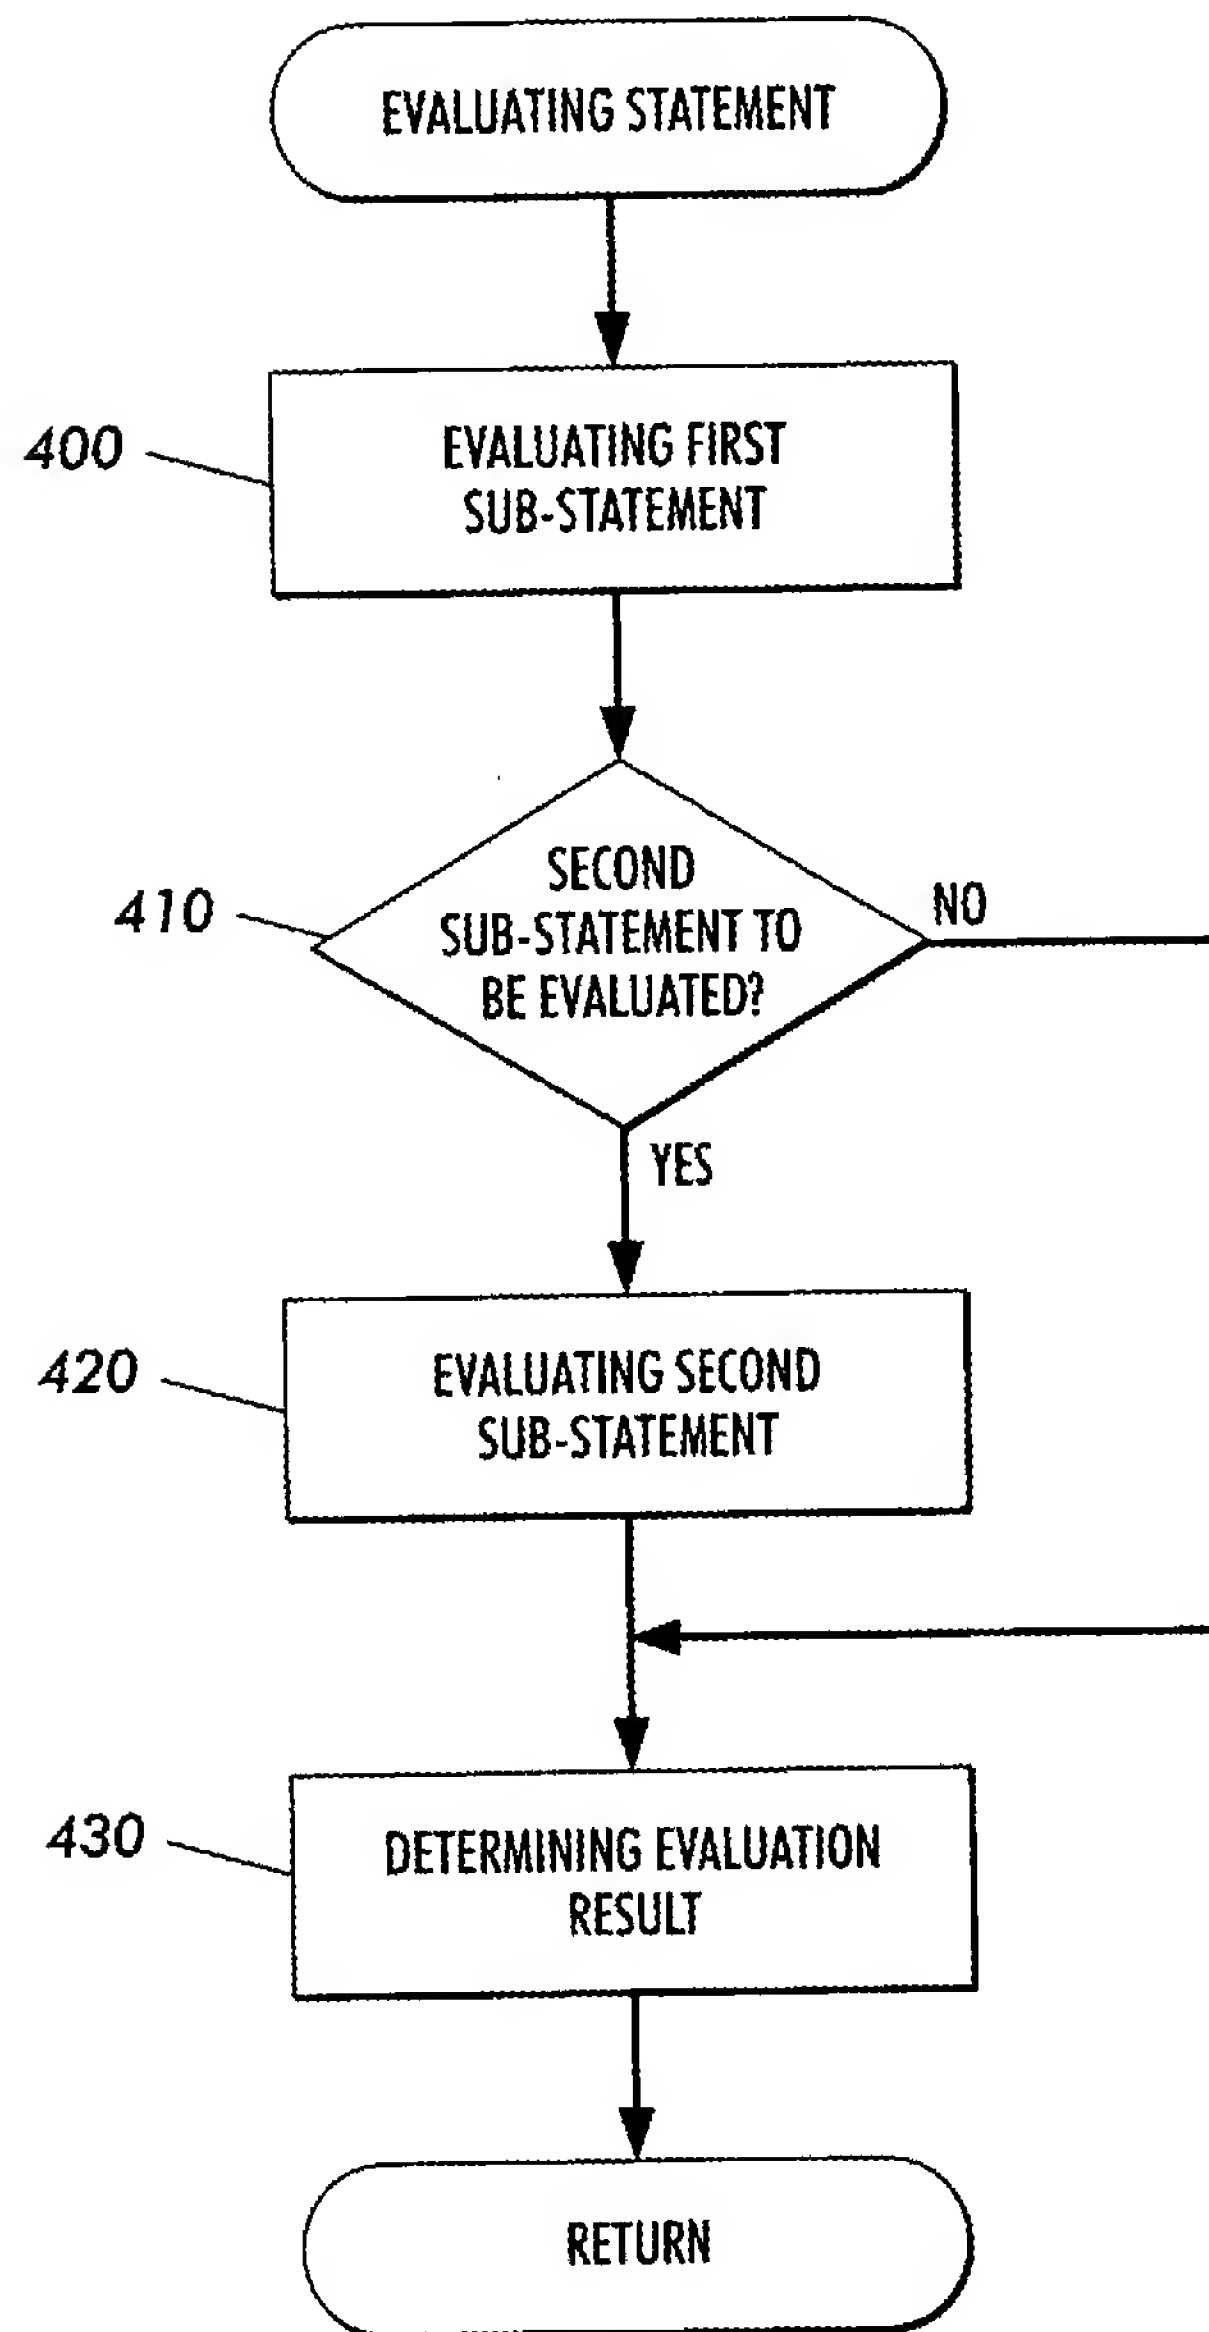 EVALUATING STATEMENT
400
EVALUATING FIRST
SUB-STATEMENT
410
SECOND
SUB-STATEMENT TO
BE EVALUATED?
NO
YES
420
EVALUATING SECOND
SUB-STATEMENT
430
DETERMINING EVALUATION
RESULT
RETURN